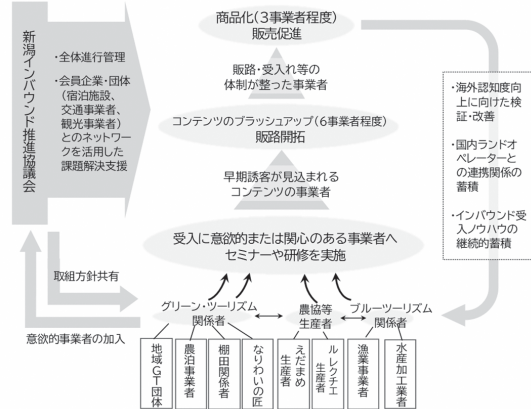 商品化(3事業者程度)
販売促進
新潟インバウンド推進協議会
・全体進行管理
・会員企業・団体
(宿泊施設、
交通事業者、
観光事業者)
とのネットワー
クを活用した
課題解決支援
販路・受入れ等の
体制が整った事業者
コンテンツのブラッシュアップ(6事業者程度)
販路開拓
早期誘客が見込まれる
コンテンツの事業者
受入に意欲的または関心のある事業者へ
セミナーや研修を実施
・海外認知度向
上に向けた検
証・改善
・国内ランドオ
ペレーターと
の連携関係の
蓄積
・インバウンド受
入ノウハウの
継続的蓄積
取組方針共有
意欲的事業者の加入
グリーン・ツーリズム
関係者
農協等
生産者
ブルーツーリズム
関係者
地域GT団体
農泊事業者
棚田関係者
なりわいの匠
えだまめ
生産者
ル レクチエ
生産者
漁業事業者
水産加工業者